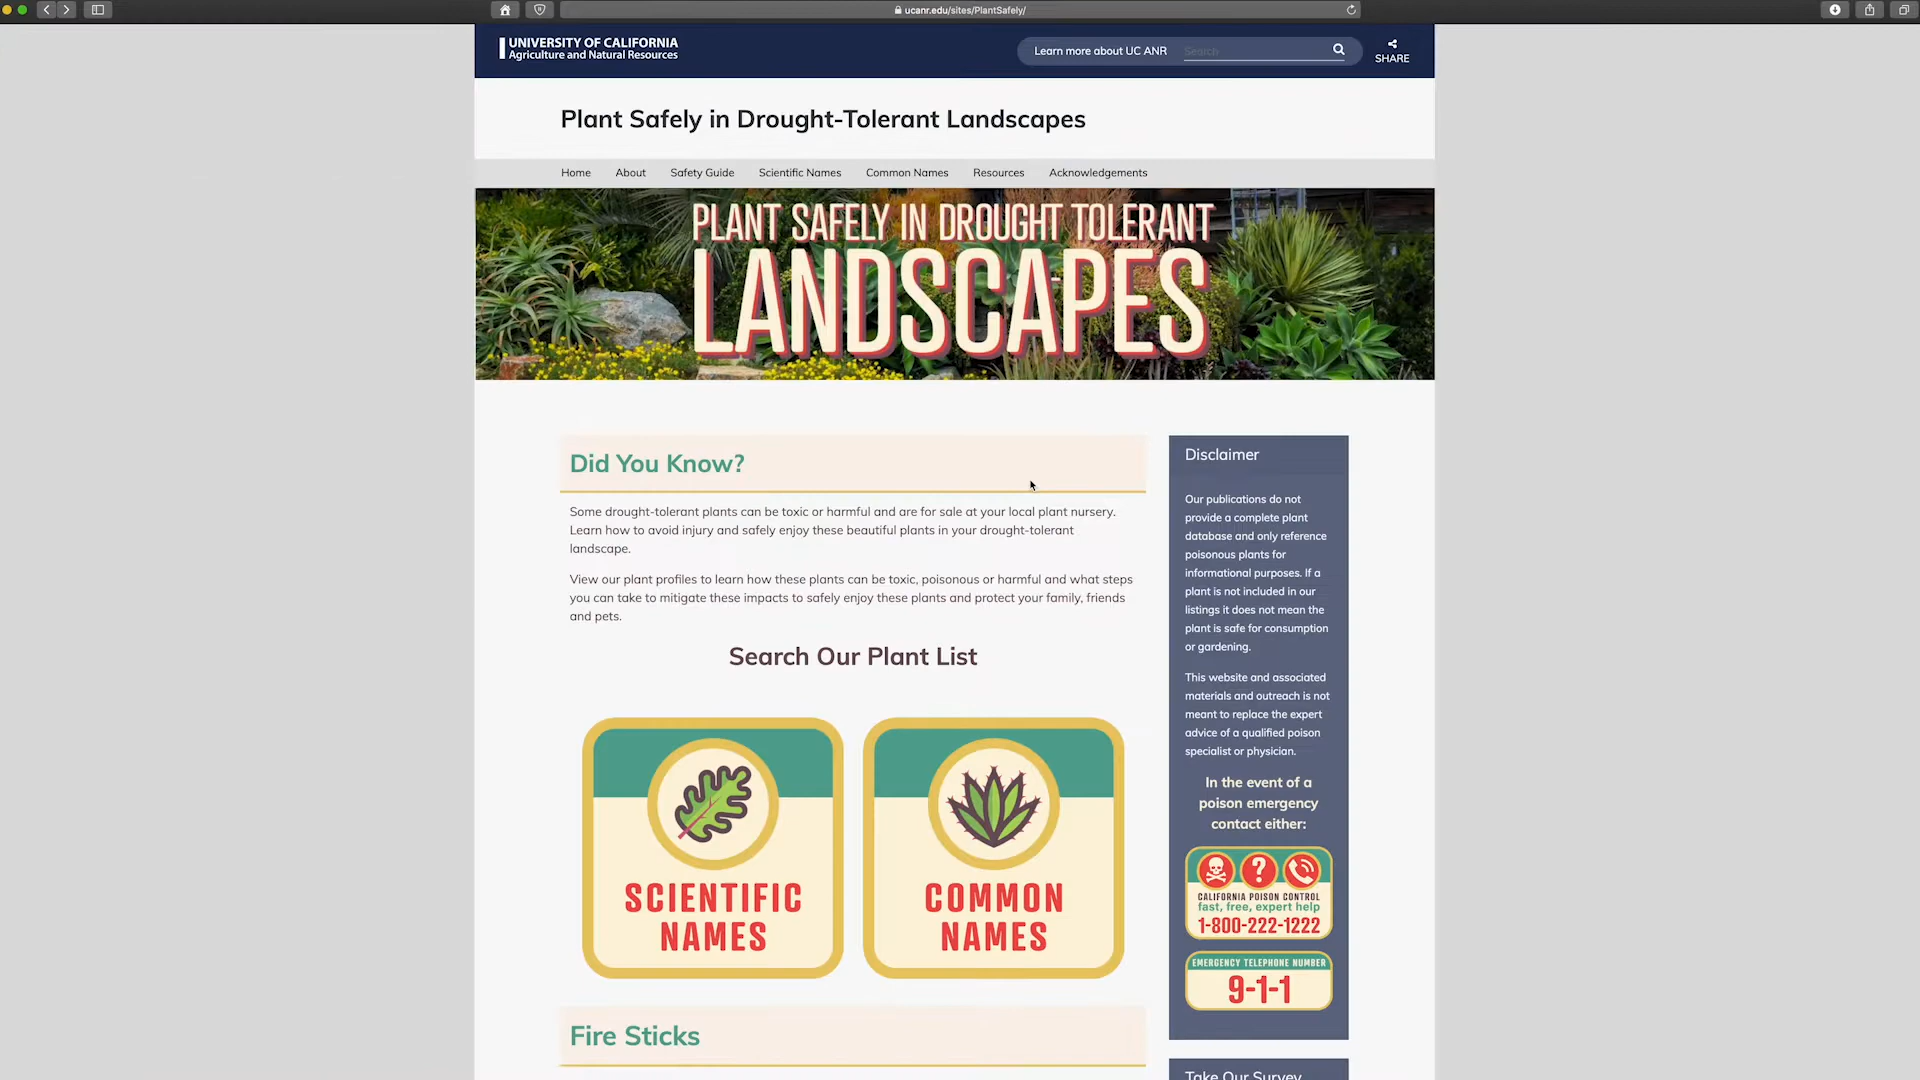 ucanr.edu/sites/PlantSafely/
UNIVERSITY OF CALIFORNIA
Agriculture and Natural Resources
Learn more about UC ANR
Search
SHARE
Plant Safely in Drought-Tolerant Landscapes
Home
About
Safety Guide
Scientific Names
Common Names
Resources
Acknowledgements
PLANT SAFELY IN DROUGHT TOLERANT
LANDSCAPES
Did You Know?
Some drought-tolerant plants can be toxic or harmful and are for sale at your local plant nursery.
Learn how to avoid injury and safely enjoy these beautiful plants in your drought-tolerant
landscape.
View our plant profiles to learn how these plants can be toxic, poisonous or harmful and what steps
you can take to mitigate these impacts to safely enjoy these plants and protect your family, friends
and pets.
Search Our Plant List
SCIENTIFIC
NAMES
COMMON
NAMES
Fire Sticks
Disclaimer
Our publications do not
provide a complete plant
database and only reference
poisonous plants for
informational purposes. If a
plant is not included in our
listings it does not mean the
plant is safe for consumption
or gardening.
This website and associated
materials and outreach is not
meant to replace the expert
advice of a qualified poison
specialist or physician.
In the event of a
poison emergency
contact either:
?
CALIFORNIA POISON CONTROL
fast, free, expert help
1-800-222-1222
EMERGENCY TELEPHONE NUMBER
9-1-1
Take Our Survey